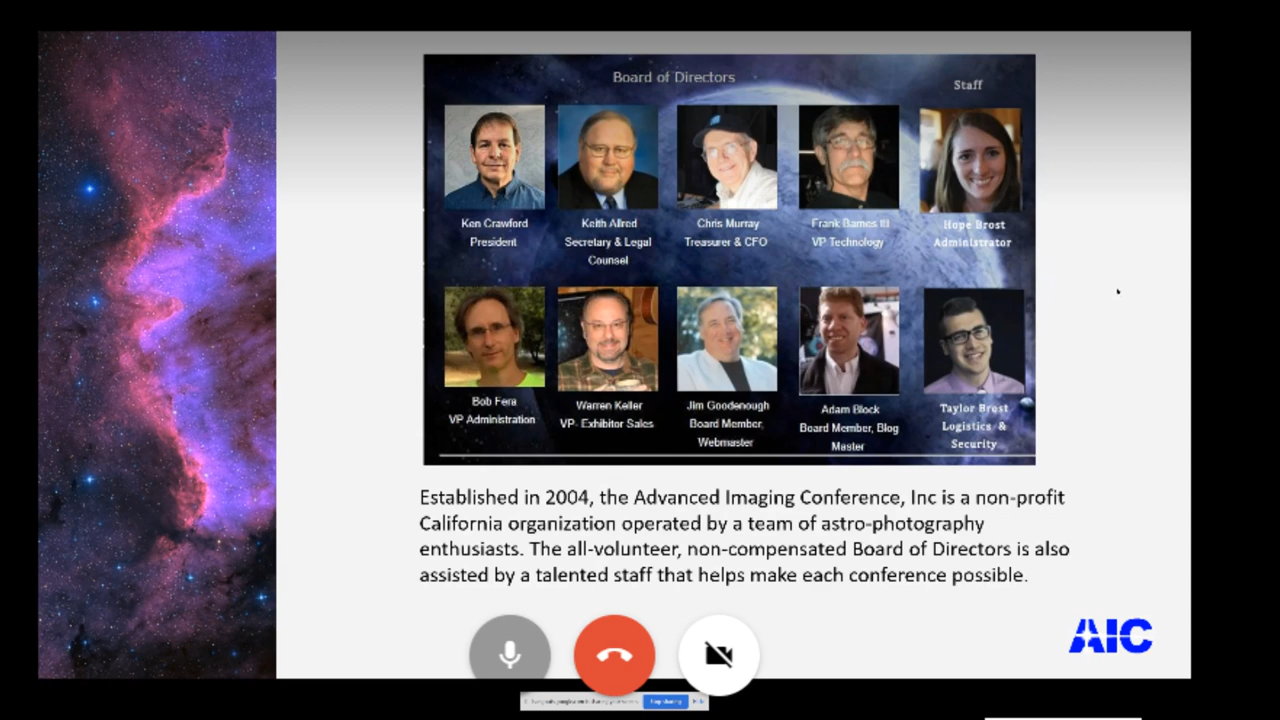 Board of Directors
Staff
Ken Crawford
President
Keith Allred
Secretary & Legal
Counsel
Chris Murray
Treasurer & CFO
Frank Barnes III
VP Technology
Hope Brost
Administrator
Bob Fera
VP Administration
Warren Keller
VP- Exhibitor Sales
Jim Goodenough
Board Member,
Webmaster
Adam Block
Board Member, Blog
Master
Taylor Brost
Logistics &
Security
Established in 2004, the Advanced Imaging Conference, Inc is a non-profit
California organization operated by a team of astro-photography
enthusiasts. The all-volunteer, non-compensated Board of Directors is also
assisted by a talented staff that helps make each conference possible.
AIC
Stop sharing